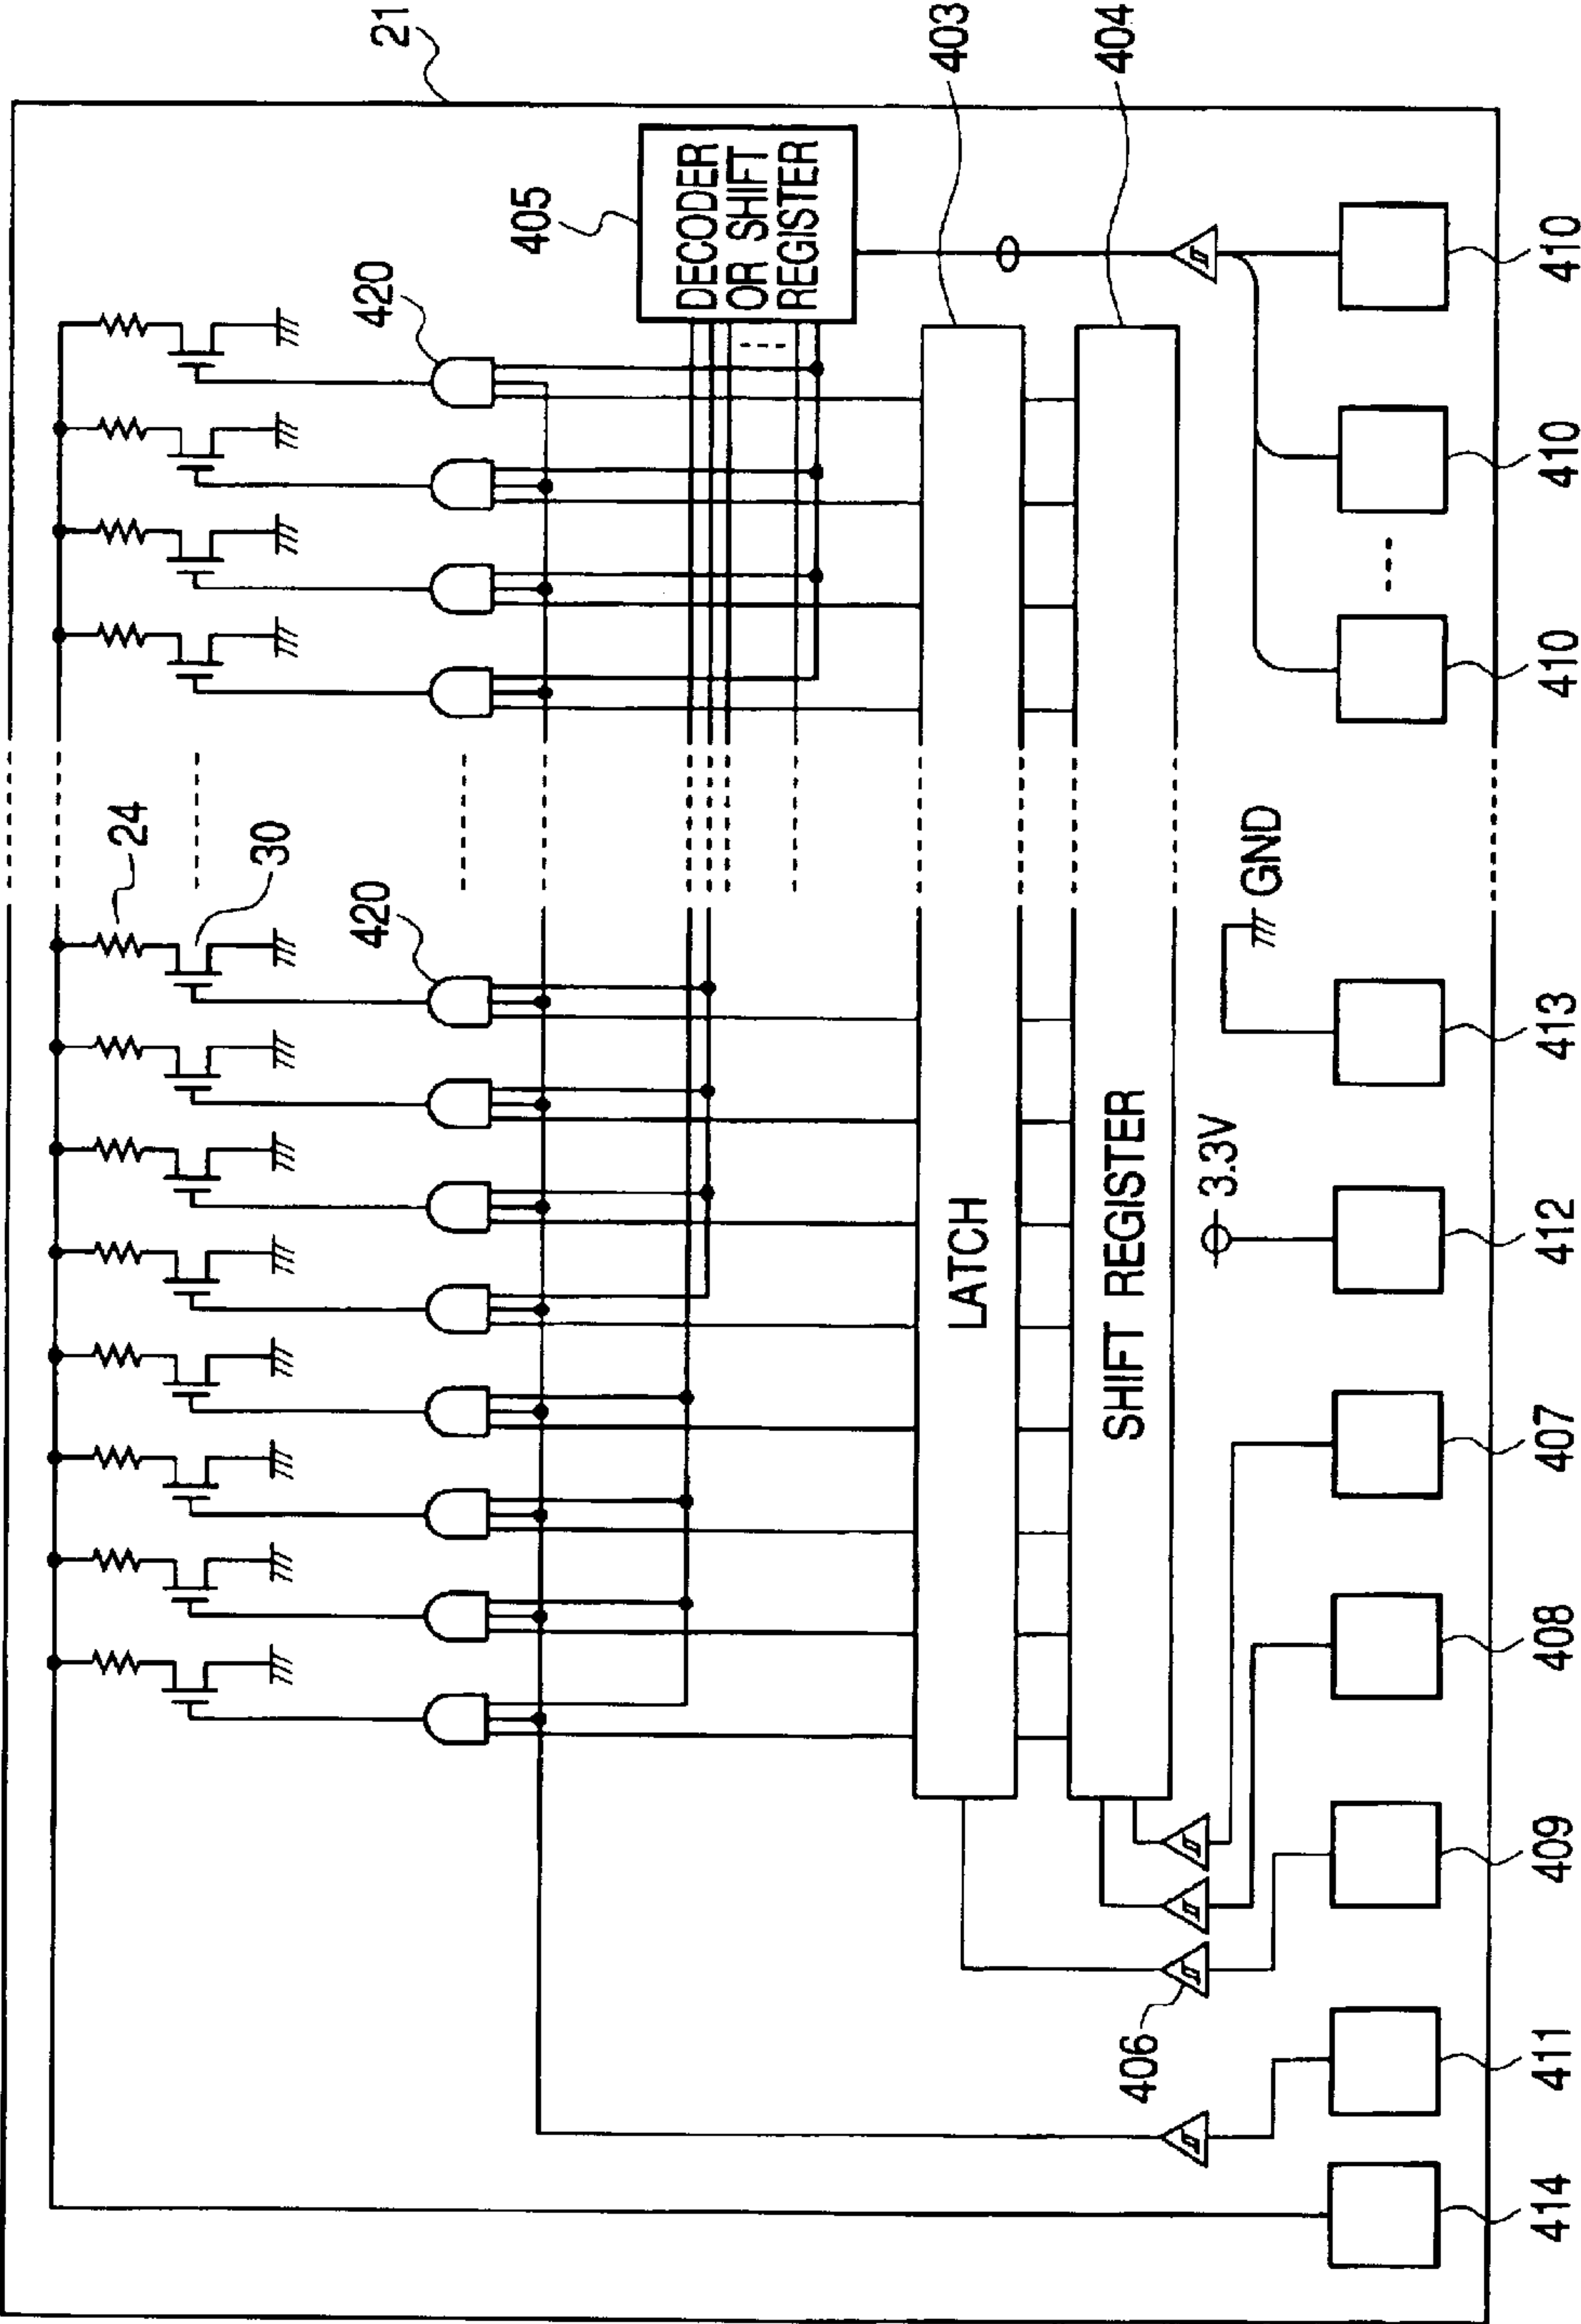 21
24
30
420
420
405
DECODER
OR SHIFT
REGISTER
LATCH
403
SHIFT REGISTER
404
406
3.3V
GND
414
411
409
408
407
412
413
410
410
410